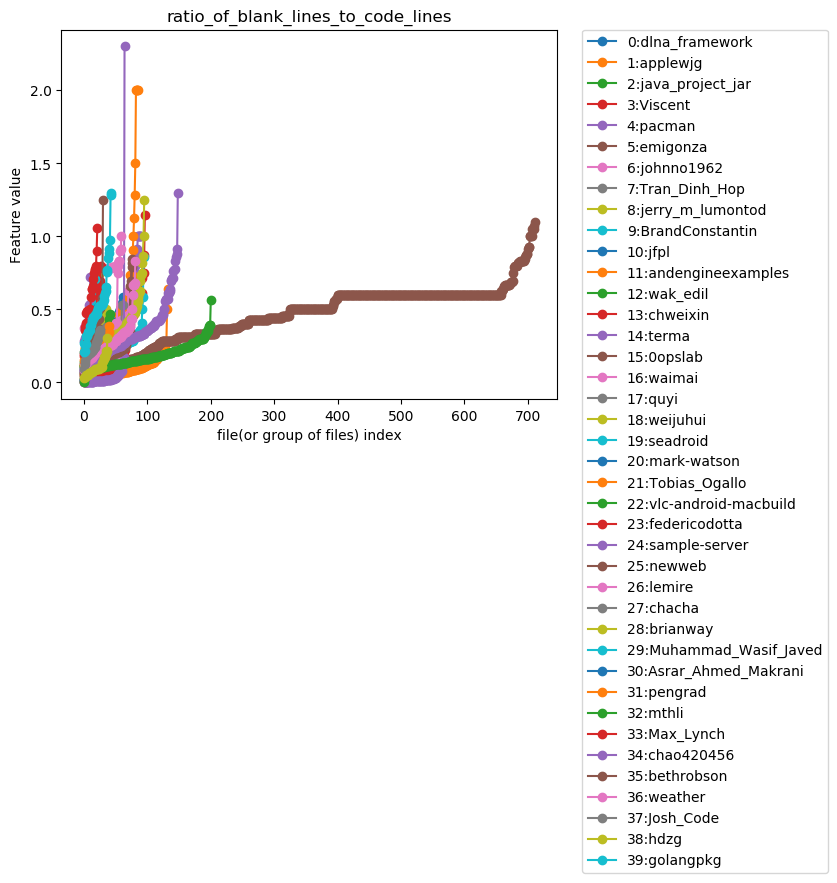 ratio_of_blank_lines_to_code_lines
Feature value
2.0
1.5
1.0
0.5
0.0
0 100 200 300 400 500 600 700
file(or group of files) index
0:dlna_framework
1:applewjg
2:java_project_jar
3:Viscent
4:pacman
5:emigonza
6:johnno1962
7:Tran_Dinh_Hop
8:jerry_m_lumontod
9:BrandConstantin
10:jfpl
11:andengineexamples
12:wak_edil
13:chweixin
14:terma
15:0opslab
16:waimai
17:quyi
18:weijuhui
19:seadroid
20:mark-watson
21:Tobias_Ogallo
22:vlc-android-macbuild
23:federicodotta
24:sample-server
25:newweb
26:lemire
27:chacha
28:brianway
29:Muhammad_Wasif_Javed
30:Asrar_Ahmed_Makrani
31:pengrad
32:mthli
33:Max_Lynch
34:chao420456
35:bethrobson
36:weather
37:Josh_Code
38:hdzg
39:golangpkg